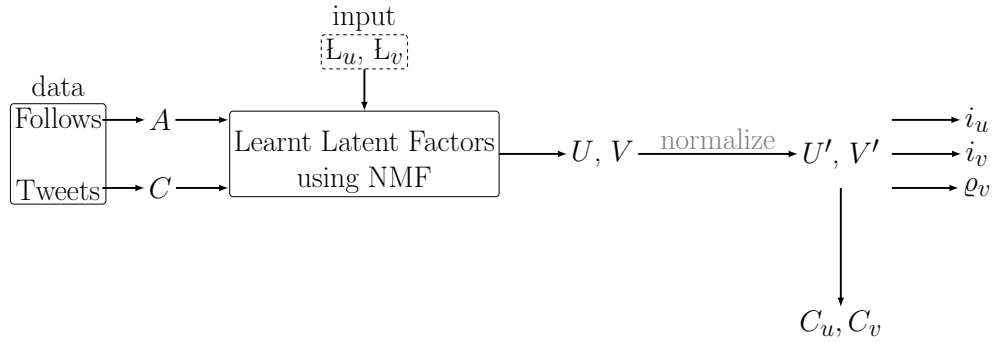 input
Ł_u, Ł_v
data
Follows
A
Learnt Latent Factors
using NMF
Tweets
C
U, V
normalize
U′, V′
i_u
i_v
ϱ_v
C_u, C_v